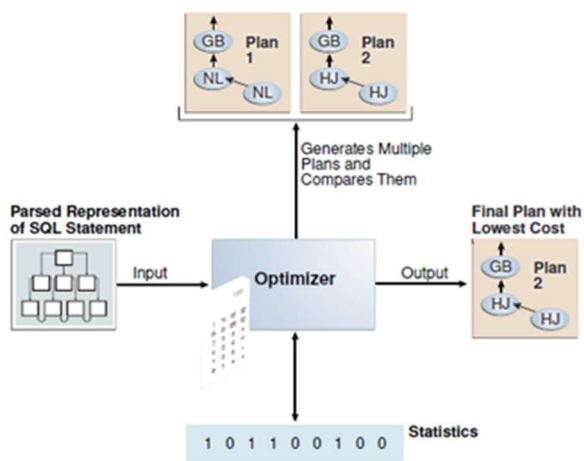 GB Plan
1
NL
NL
GB Plan
2
HJ
HJ
Generates Multiple
Plans and
Compares Them
Parsed Representation
of SQL Statement
Input
Optimizer
Output
Final Plan with
Lowest Cost
GB Plan
2
HJ
HJ
Statistics
1 0 1 1 0 0 1 0 0